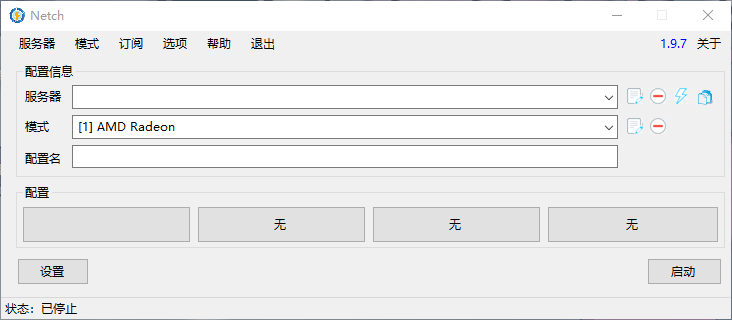 Netch
服务器 模式 订阅 选项 帮助 退出 1.9.7 关于
配置信息
服务器
模式 [1] AMD Radeon
配置名
配置
无 无 无
设置 启动
状态：已停止